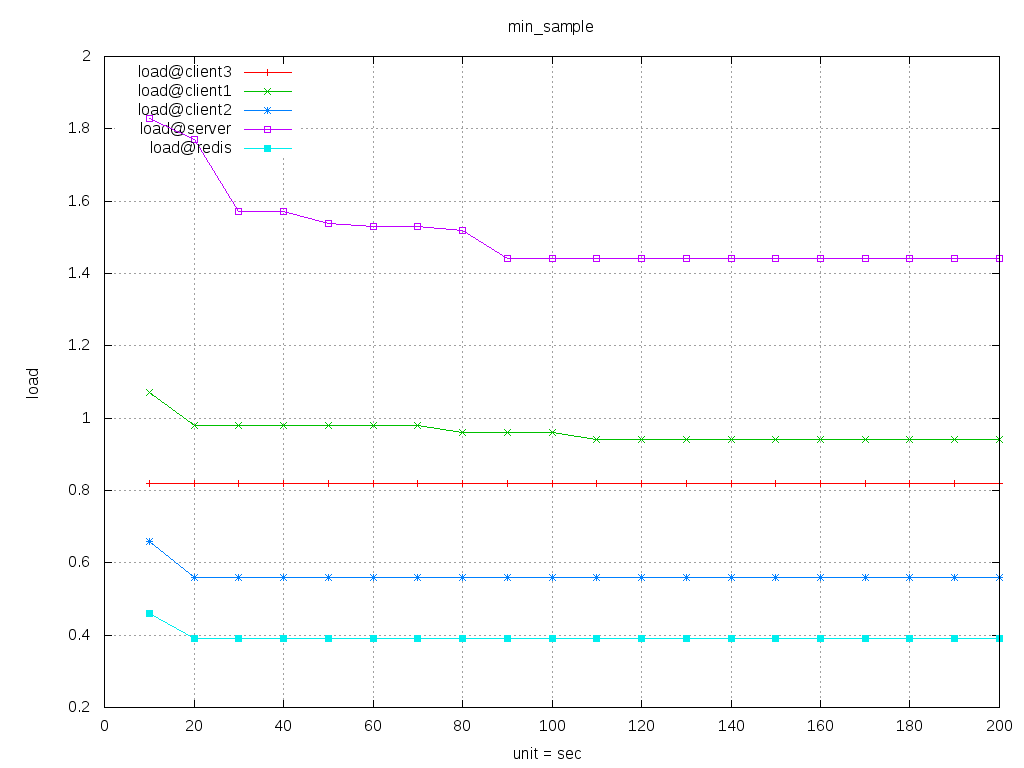 min_sample
load@client3
load@client1
load@client2
load@server
load@redis
2
1.8
1.6
1.4
1.2
1
0.8
0.6
0.4
0.2
load
0 20 40 60 80 100 120 140 160 180 200
unit = sec